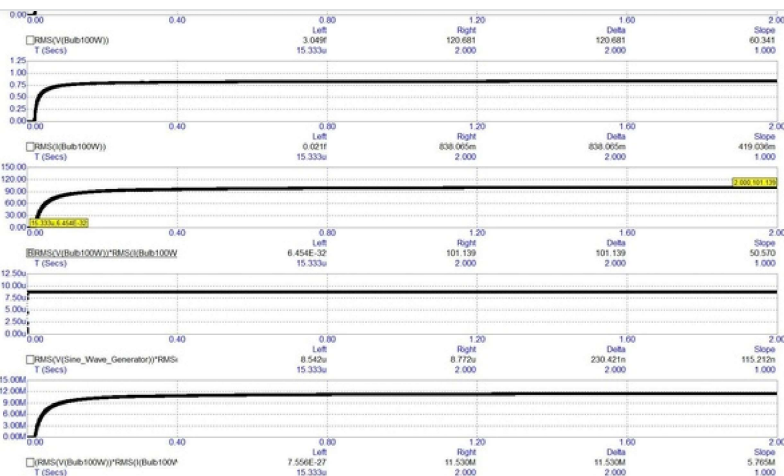 0.00
0.00 0.40 0.80 1.20 1.60 2.00
Left Right Delta Slope
RMS(V(Bulb100W)) 3.049f 120.681 120.681 60.341
T (Secs) 15.333u 2.000 2.000 1.000
1.25
1.00
0.75
0.50
0.25
0.00
0.00 0.40 0.80 1.20 1.60 2.00
Left Right Delta Slope
RMS(I(Bulb100W)) 0.021f 838.065m 838.065m 419.036m
T (Secs) 15.333u 2.000 2.000 1.000
150.00
120.00
90.00
60.00
30.00
0.00
2.000,101.139
15.333u,6.454E-32
0.00 0.40 0.80 1.20 1.60 2.00
Left Right Delta Slope
RMS(V(Bulb100W))*RMS(I(Bulb100W 6.454E-32 101.139 101.139 50.570
T (Secs) 15.333u 2.000 2.000 1.000
12.50u
10.00u
7.50u
5.00u
2.50u
0.00u
0.00 0.40 0.80 1.20 1.60 2.00
Left Right Delta Slope
RMS(V(Sine_Wave_Generator))*RMS( 8.542u 8.772u 230.421n 115.212n
T (Secs) 15.333u 2.000 2.000 1.000
15.00M
12.00M
9.00M
6.00M
3.00M
0.00M
0.00 0.40 0.80 1.20 1.60 2.00
Left Right Delta Slope
(RMS(V(Bulb100W))*RMS(I(Bulb100W 7.556E-27 11.530M 11.530M 5.765M
T (Secs) 15.333u 2.000 2.000 1.000